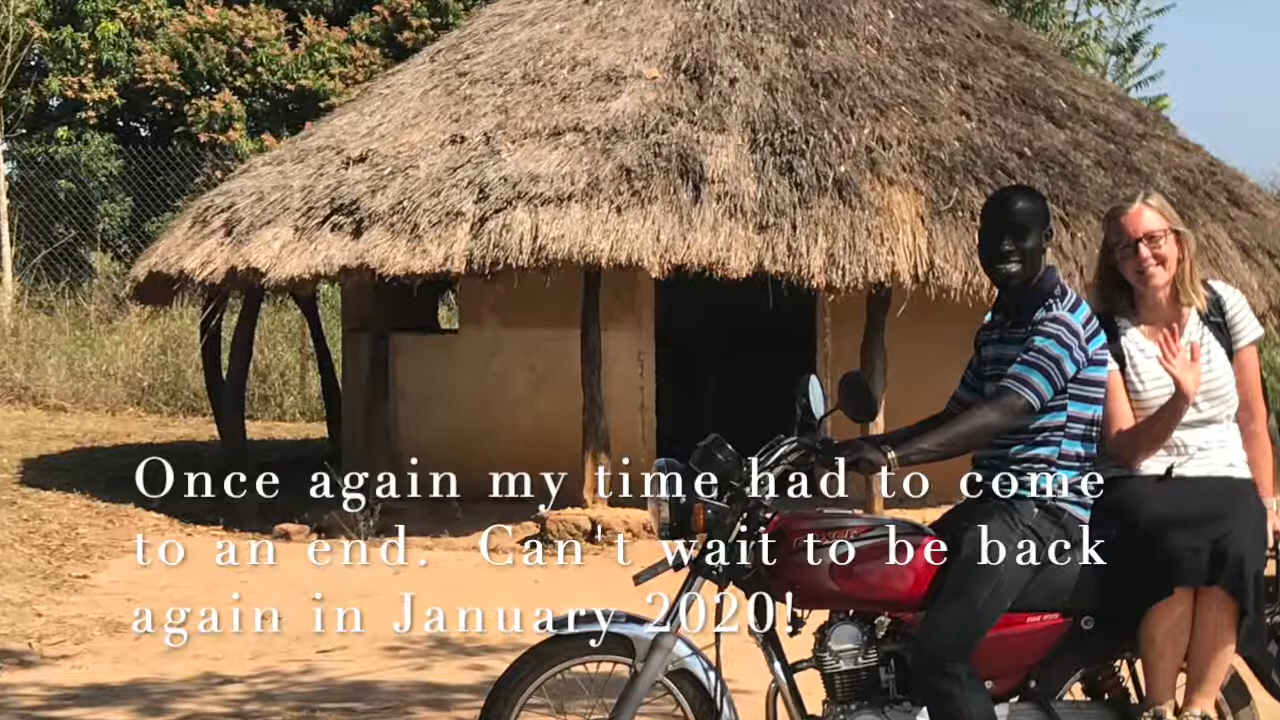 Once again my time had to come
to an end.  Can't wait to be back
again in January 2020!